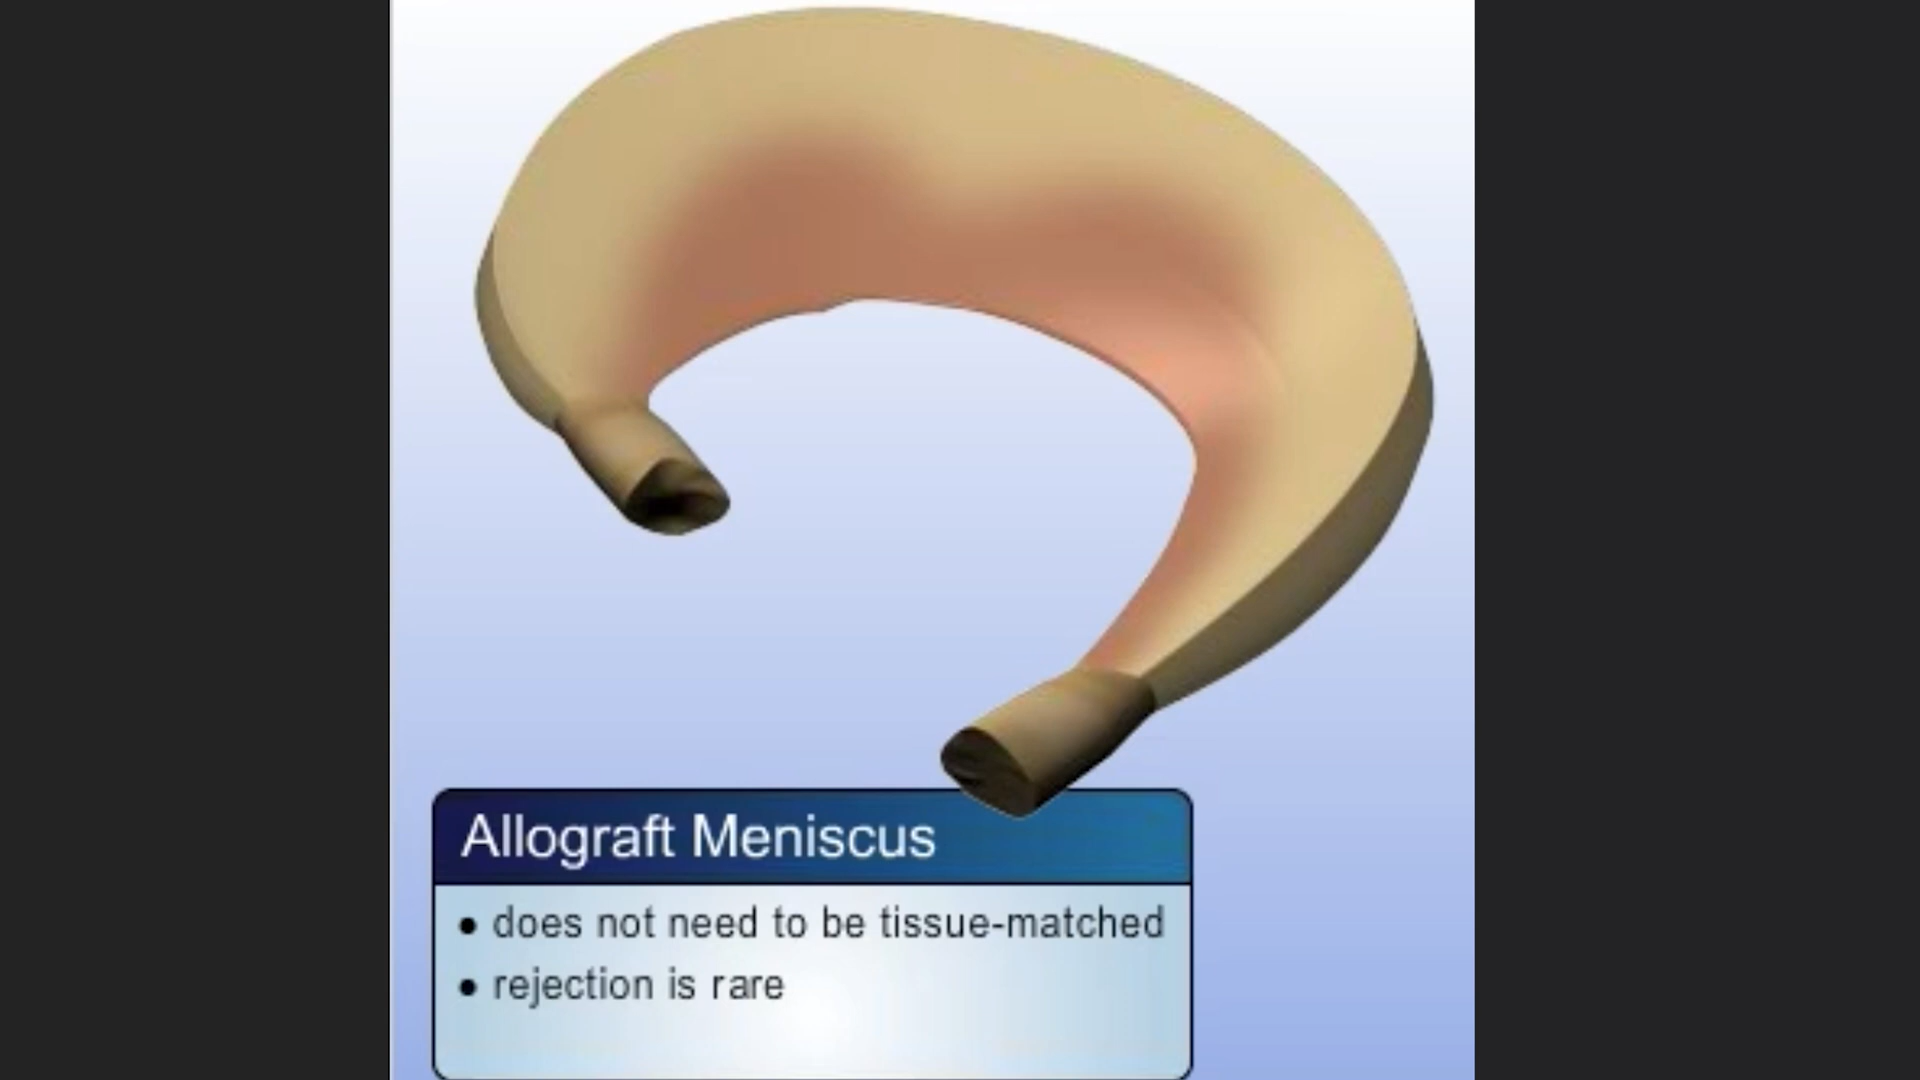 Allograft Meniscus
• does not need to be tissue-matched
• rejection is rare